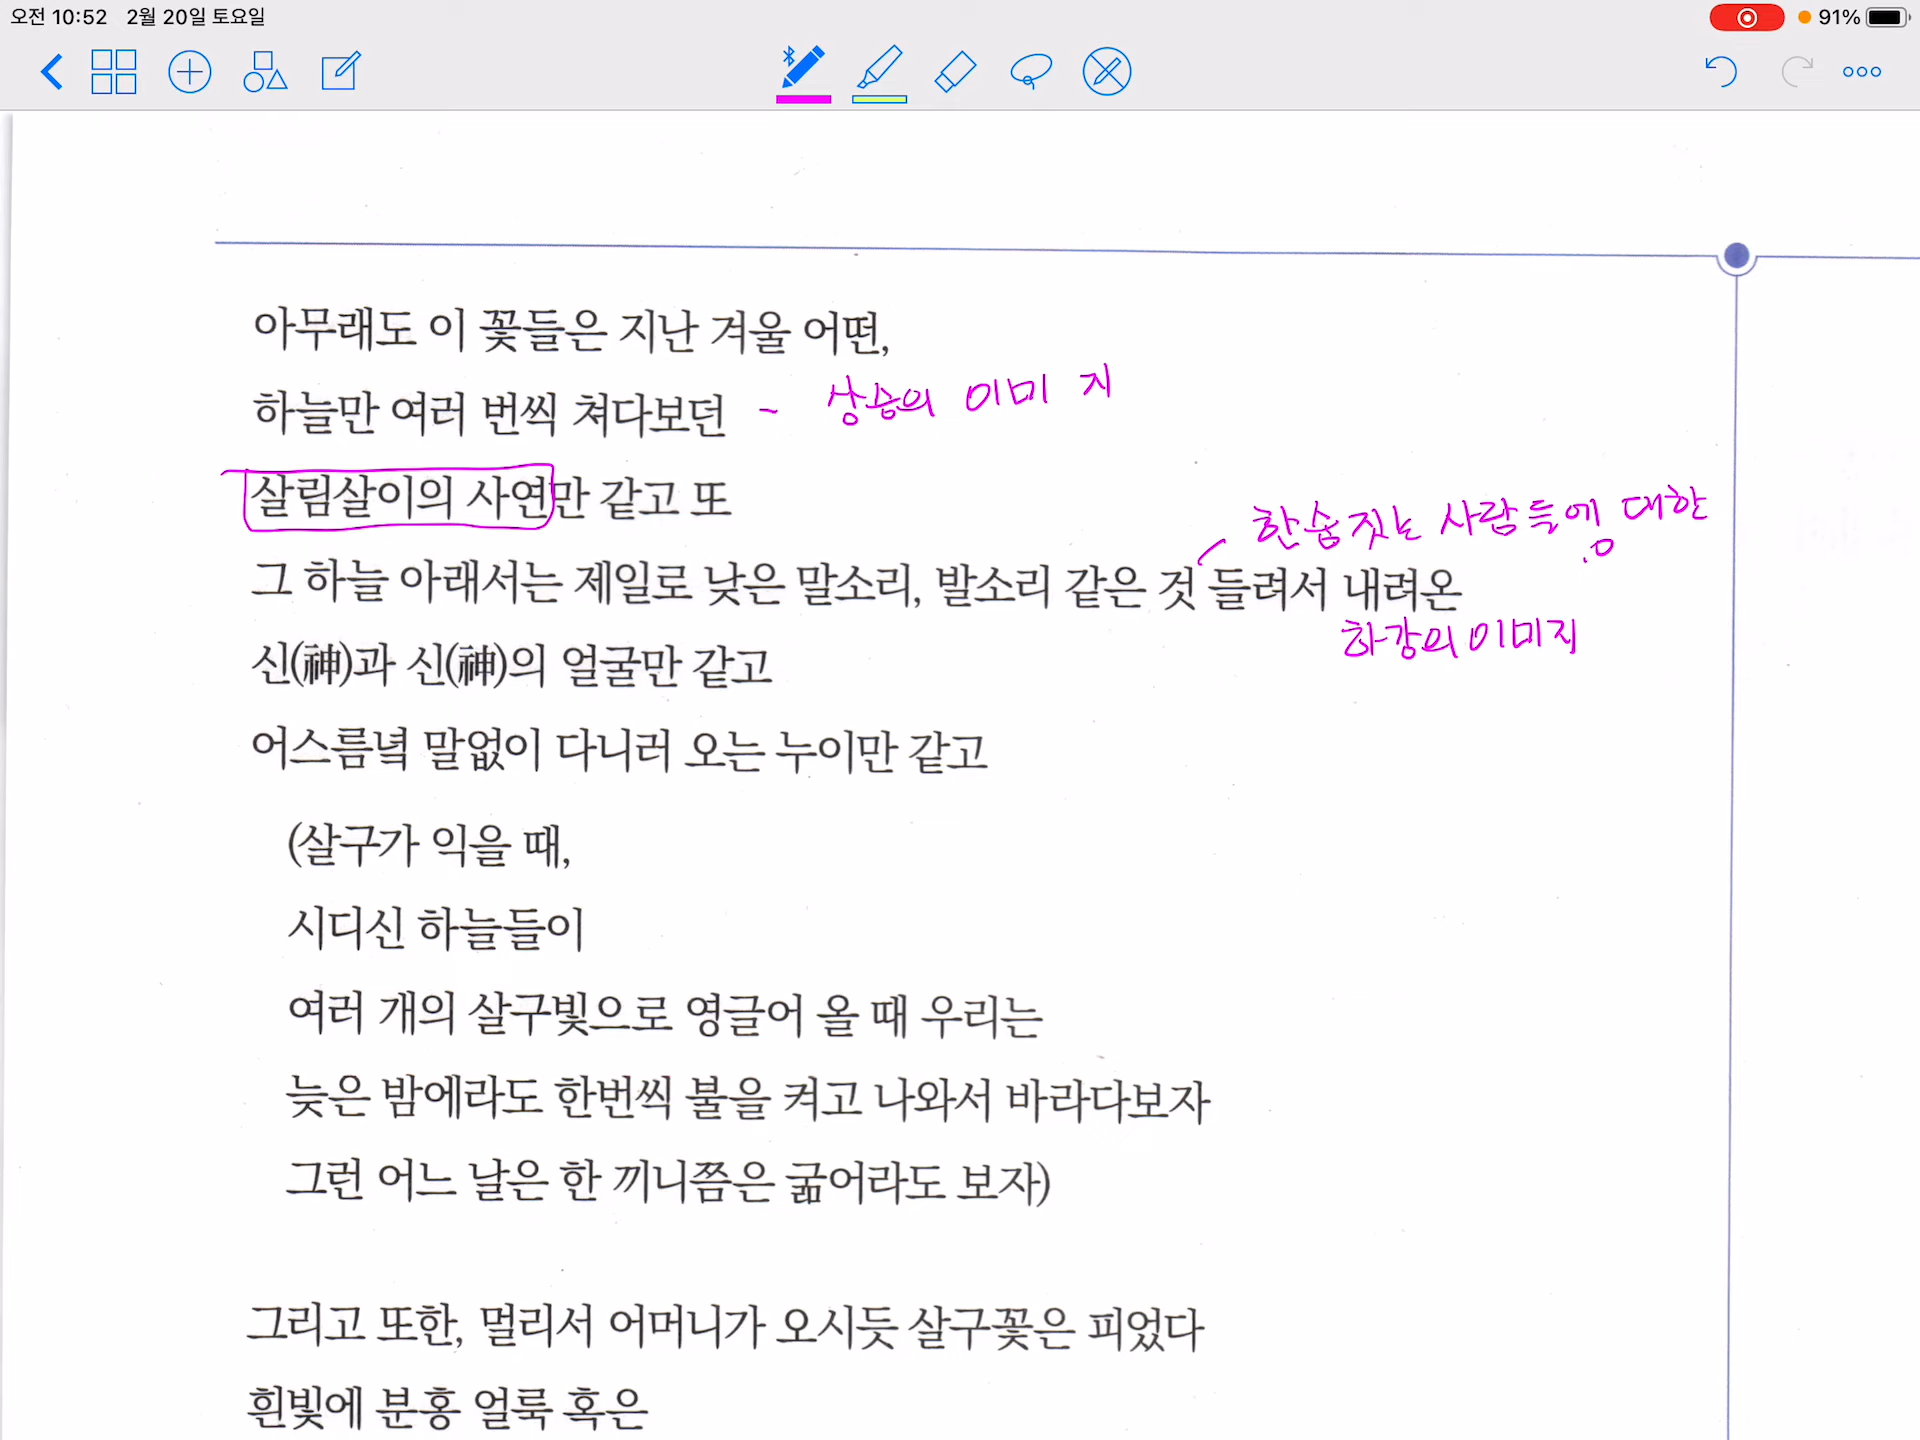 오전 10:52 2월 20일 토요일 91%
아무래도 이 꽃들은 지난 겨울 어떤,
하늘만 여러 번씩 쳐다보던 - 상승의 이미지
살림살이의 사연만 같고 또
한숨짓는 사람들에 대한
그 하늘 아래서는 제일로 낮은 말소리, 발소리 같은 것 들려서 내려온
하강의 이미지
신(神)과 신(神)의 얼굴만 같고
어스름녘 말없이 다니러 오는 누이만 같고
(살구가 익을 때,
시디신 하늘들이
여러 개의 살구빛으로 영글어 올 때 우리는
늦은 밤에라도 한번씩 불을 켜고 나와서 바라다보자
그런 어느 날은 한 끼니쯤은 굶어라도 보자)
그리고 또한, 멀리서 어머니가 오시듯 살구꽃은 피었다
흰빛에 분홍 얼룩 혹은